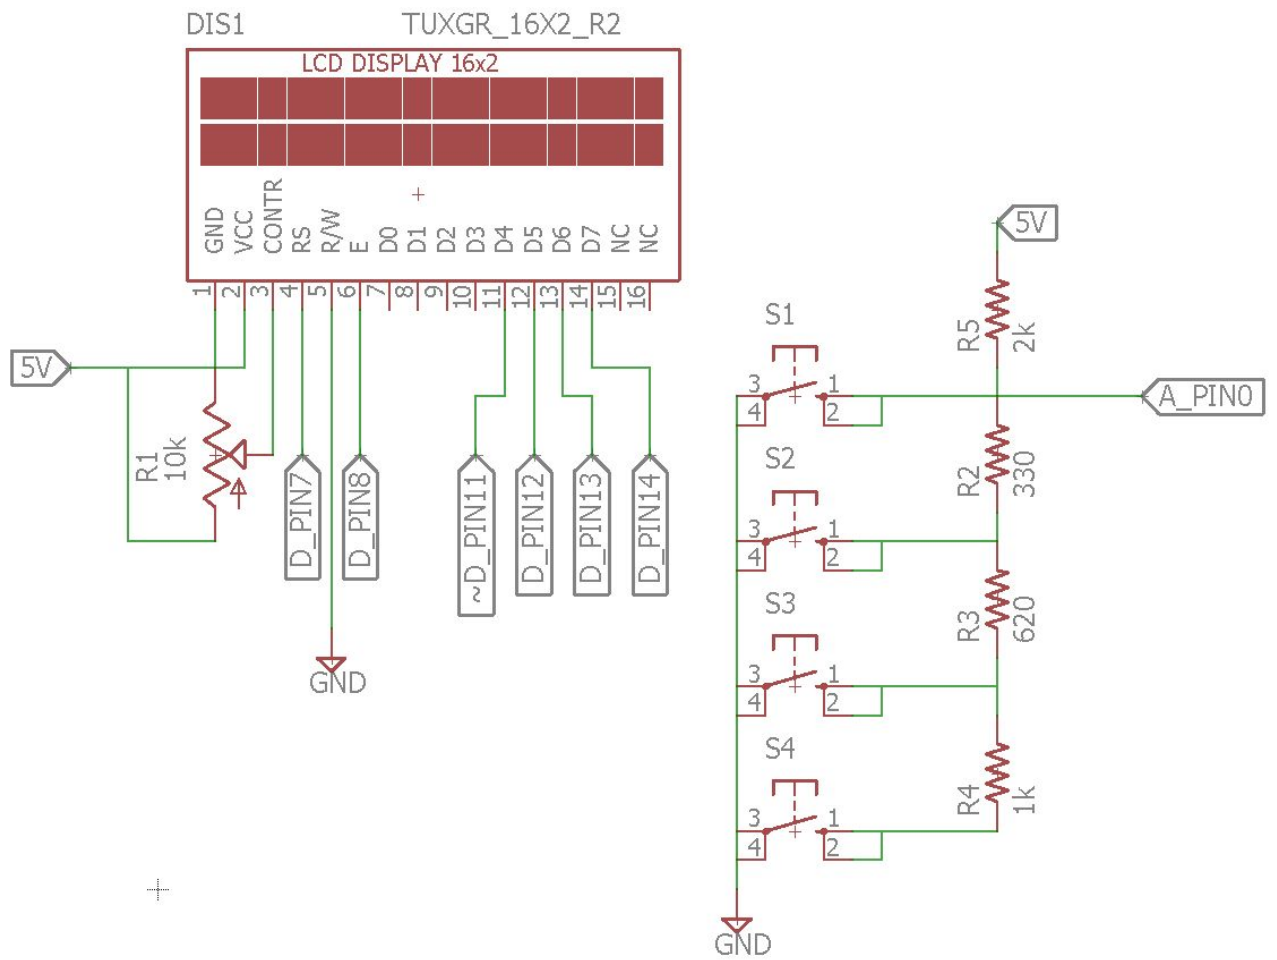 DIS1
TUXGR_16X2_R2
LCD DISPLAY 16x2
GND
VCC
CONTR
RS
R/W
E
D0
D1
D2
D3
D4
D5
D6
D7
NC
NC
1
2
3
4
5
6
7
8
9
10
11
12
13
14
15
16
5V
R1
10k
D_PIN7
D_PIN8
~D_PIN11
D_PIN12
D_PIN13
D_PIN14
GND
5V
R5
2k
A_PIN0
S1
3
4
1
2
R2
330
S2
3
4
1
2
R3
620
S3
3
4
1
2
R4
1k
S4
3
4
1
2
GND